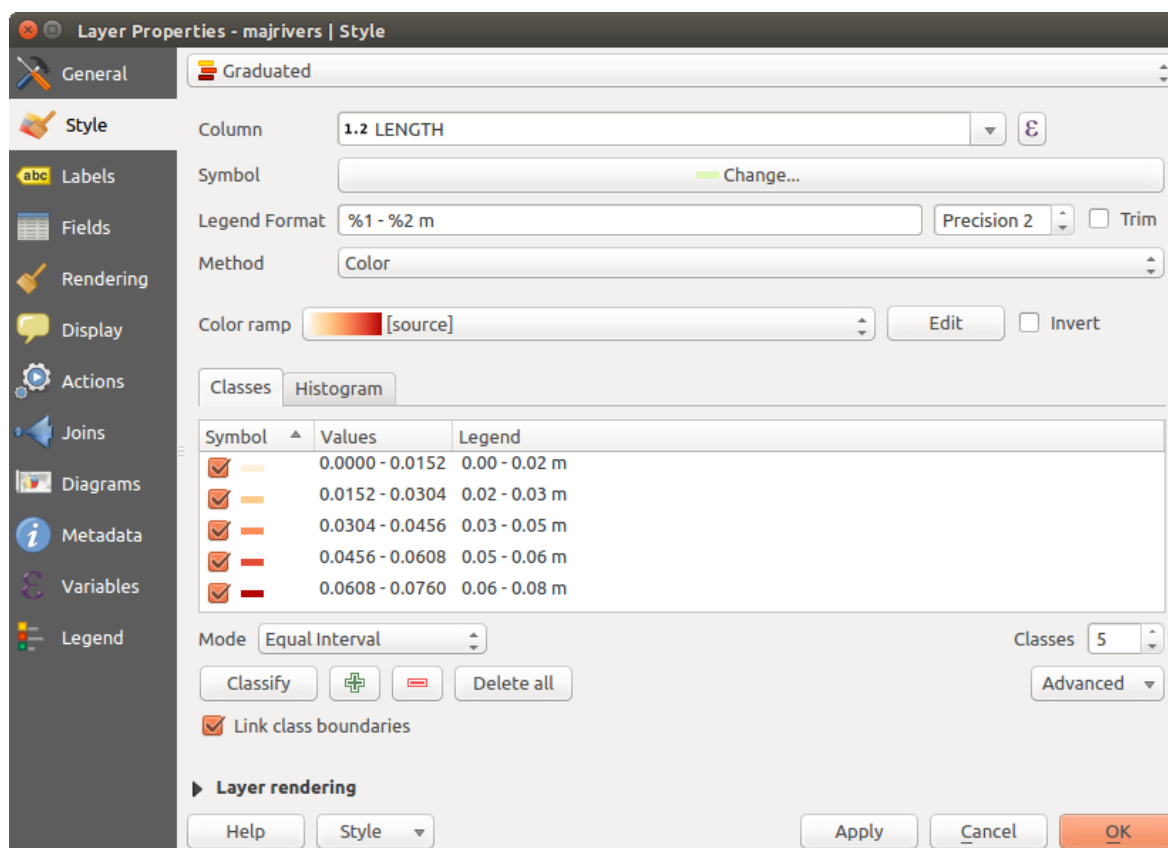 Layer Properties - majrivers | Style
General
Style
Labels
Fields
Rendering
Display
Actions
Joins
Diagrams
Metadata
Variables
Legend
Graduated
Column 1.2 LENGTH ε
Symbol Change...
Legend Format %1 - %2 m Precision 2 Trim
Method Color
Color ramp [source] Edit Invert
Classes Histogram
Symbol Values Legend
0.0000 - 0.0152 0.00 - 0.02 m
0.0152 - 0.0304 0.02 - 0.03 m
0.0304 - 0.0456 0.03 - 0.05 m
0.0456 - 0.0608 0.05 - 0.06 m
0.0608 - 0.0760 0.06 - 0.08 m
Mode Equal Interval Classes 5
Classify Delete all Advanced
Link class boundaries
Layer rendering
Help Style Apply Cancel OK
abc